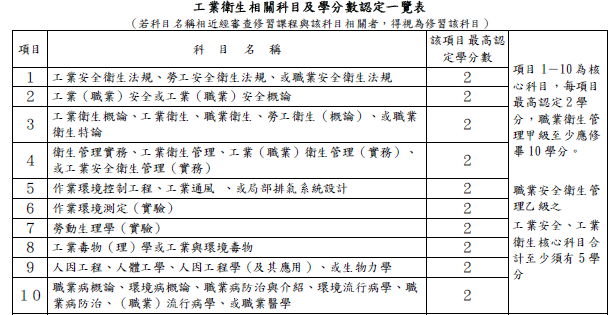 工業衛生相關科目及學分數認定一覽表
（若科目名稱相近經審查修習課程與該科目相關者，得視為修習該科目）
項目 科 目 名 稱 該項目最高認
定學分數
1 工業安全衛生法規、勞工安全衛生法規、或職業安全衛生法規 2
2 工業（職業）安全或工業（職業）安全概論 2
3 工業衛生概論、工業衛生、職業衛生、勞工衛生（概論）、或職業
衛生特論 2
4 衛生管理實務、工業衛生管理、工業（職業）衛生管理（實務）、
或工業安全衛生管理（實務） 2
5 作業環境控制工程、工業通風 、或局部排氣系統設計 2
6 作業環境測定（實驗） 2
7 勞動生理學（實驗） 2
8 工業毒物（理）學或工業與環境毒物 2
9 人因工程、人體工學、人因工程學（及其應用）、或生物力學 2
10 職業病概論、環境病概論、職業病防治與介紹、環境流行病學、職
業病防治、（職業）流行病學、或職業醫學 2
項目 1－10 為核
心科目，每項目
最高認定 2 學
分，職業衛生管
理甲級至少應修
畢 10 學分。
職業安全衛生管
理乙級之
工業安全、工業
衛生核心科目合
計至少須有 5 學
分